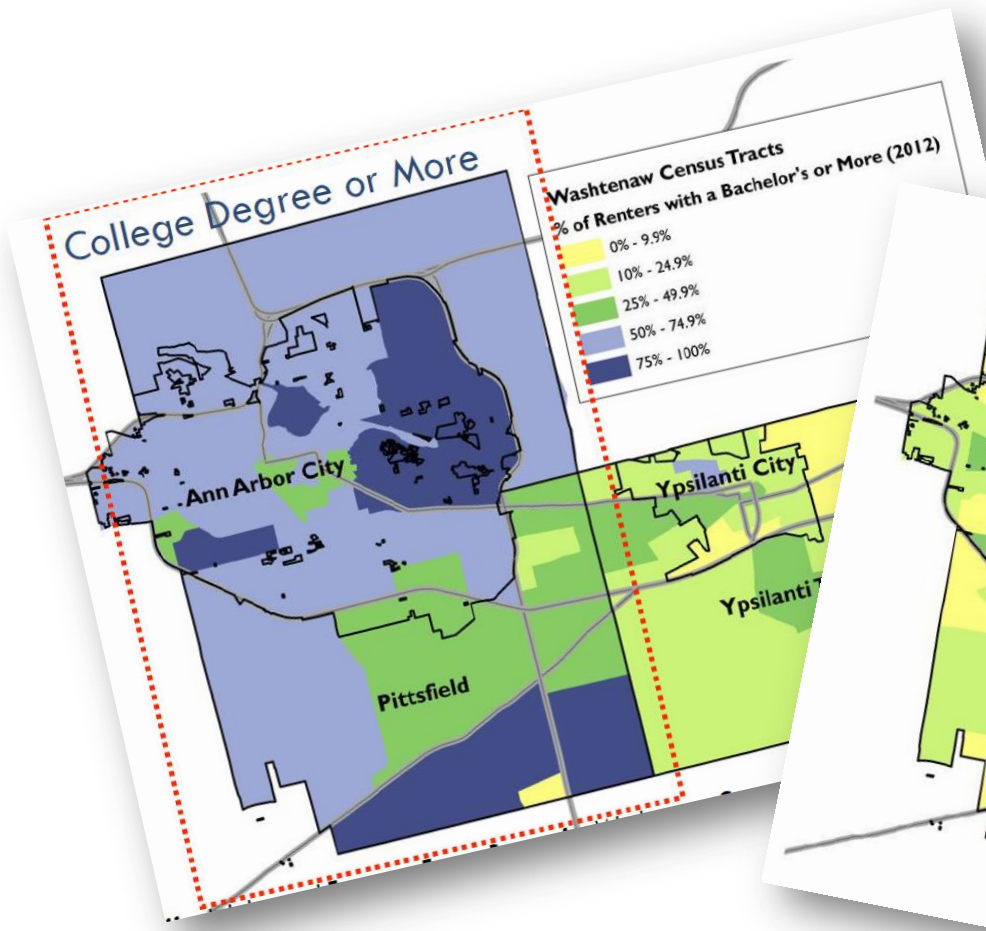 College Degree or More
Washtenaw Census Tracts
% of Renters with a Bachelor's or More (2012)
0% - 9.9%
10% - 24.9%
25% - 49.9%
50% - 74.9%
75% - 100%
Ann Arbor City
Ypsilanti City
Ypsilanti T
Pittsfield